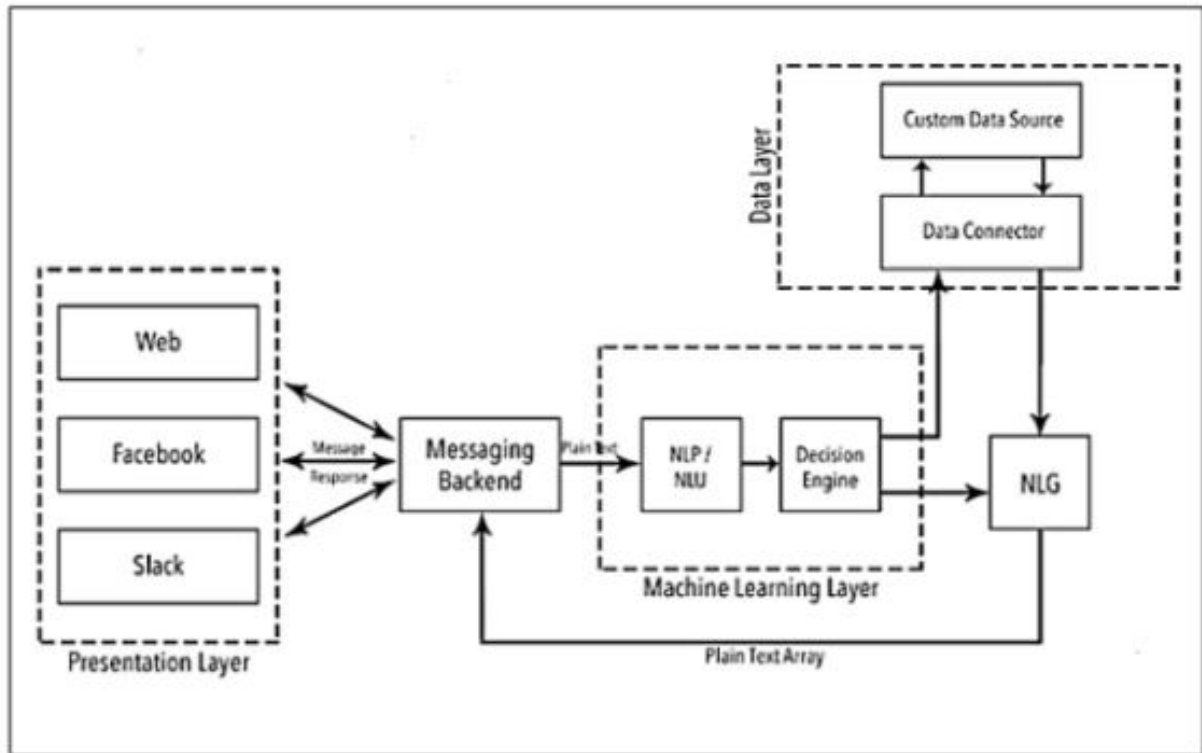 Custom Data Source
Data Layer
Data Connector
Web
Facebook
Slack
Presentation Layer
Message
Response
Messaging
Backend
Plain Text
NLP /
NLU
Decision
Engine
Machine Learning Layer
NLG
Plain Text Array